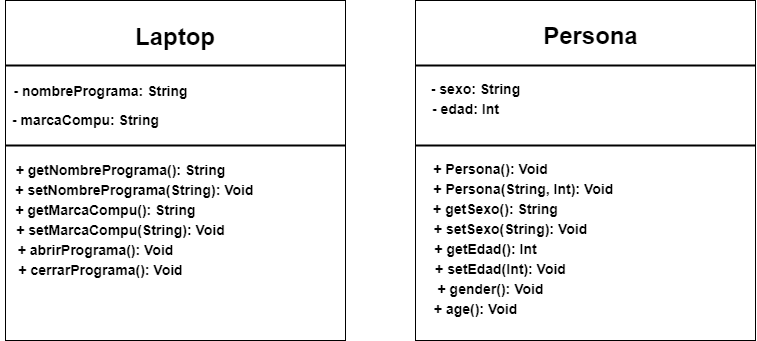 Laptop
- nombrePrograma: String
- marcaCompu: String
+ getNombrePrograma(): String
+ setNombrePrograma(String): Void
+ getMarcaCompu(): String
+ setMarcaCompu(String): Void
+ abrirPrograma(): Void
+ cerrarPrograma(): Void
Persona
- sexo: String
- edad: Int
+ Persona(): Void
+ Persona(String, Int): Void
+ getSexo(): String
+ setSexo(String): Void
+ getEdad(): Int
+ setEdad(Int): Void
+ gender(): Void
+ age(): Void